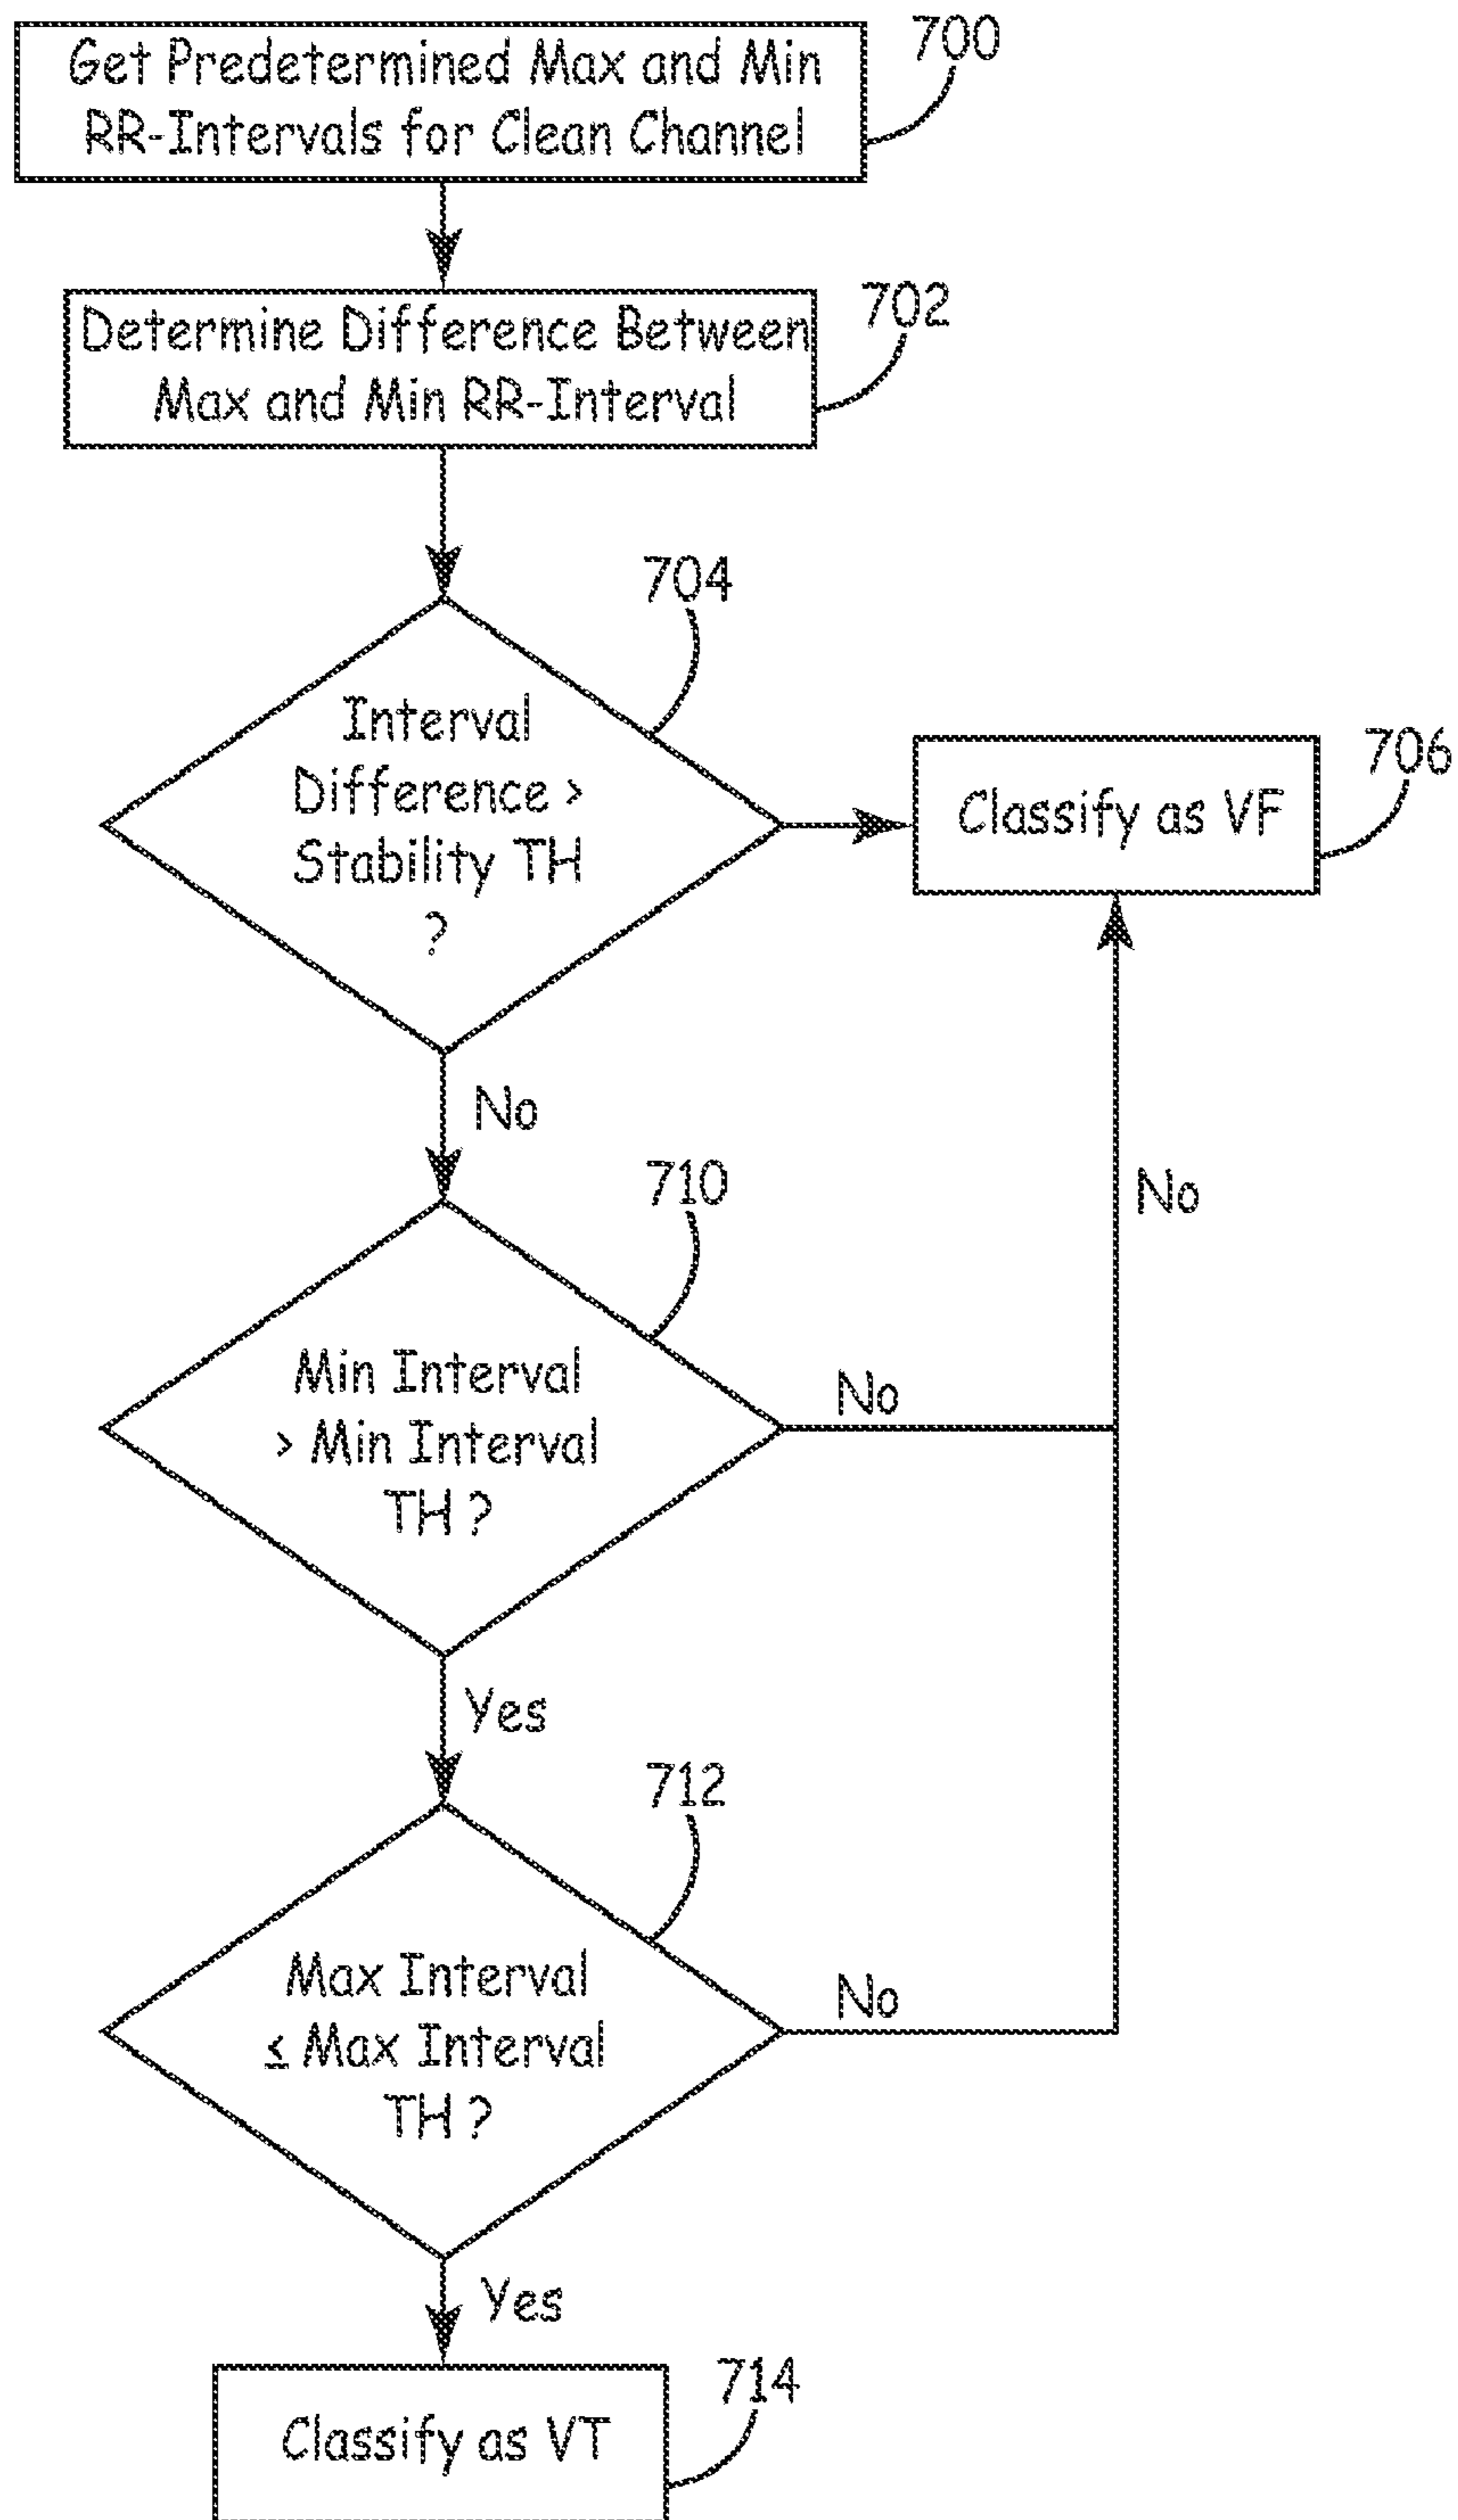 Get Predetermined Max and Min
RR-Intervals for Clean Channel
700
Determine Difference Between
Max and Min RR-Interval
702
704
Interval
Difference >
Stability TH
?
Classify as VF
706
No
710
No
Min Interval
> Min Interval
TH ?
No
Yes
712
Max Interval
≤ Max Interval
TH ?
No
Yes
714
Classify as VT